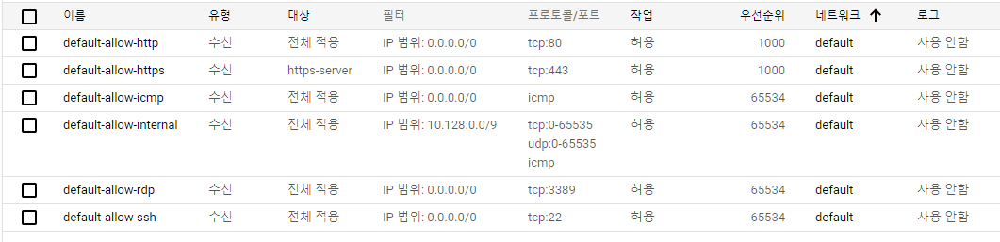 이름 유형 대상 필터 프로토콜/포트 작업 우선순위 네트워크 로그
default-allow-http 수신 전체 적용 IP 범위: 0.0.0.0/0 tcp:80 허용 1000 default 사용 안함
default-allow-https 수신 https-server IP 범위: 0.0.0.0/0 tcp:443 허용 1000 default 사용 안함
default-allow-icmp 수신 전체 적용 IP 범위: 0.0.0.0/0 icmp 허용 65534 default 사용 안함
default-allow-internal 수신 전체 적용 IP 범위: 10.128.0.0/9 tcp:0-65535 허용 65534 default 사용 안함
udp:0-65535
icmp
default-allow-rdp 수신 전체 적용 IP 범위: 0.0.0.0/0 tcp:3389 허용 65534 default 사용 안함
default-allow-ssh 수신 전체 적용 IP 범위: 0.0.0.0/0 tcp:22 허용 65534 default 사용 안함